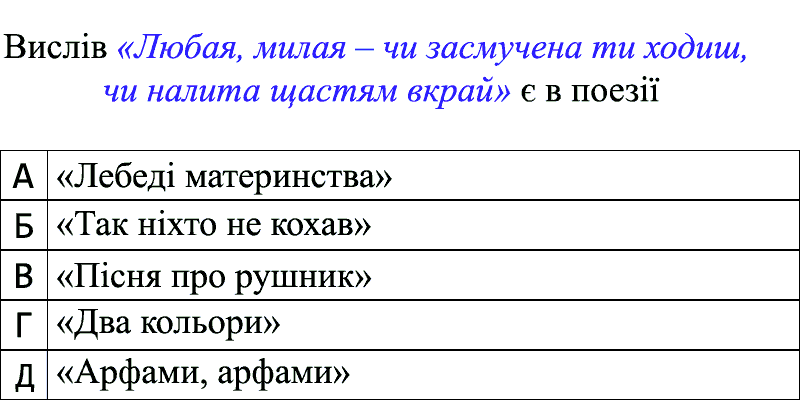 Вислів «Любая, милая – чи засмучена ти ходиш,
чи налита щастям вкрай» є в поезії
А «Лебеді материнства»
Б «Так ніхто не кохав»
В «Пісня про рушник»
Г «Два кольори»
Д «Арфами, арфами»